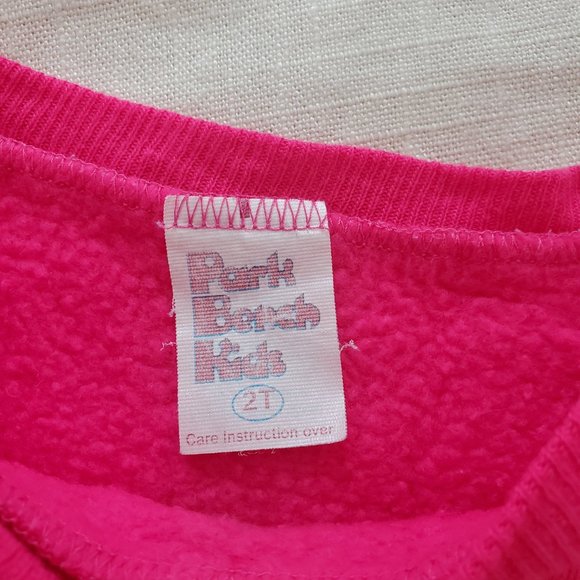 Park
Bench
Kids
2T
Care instruction over